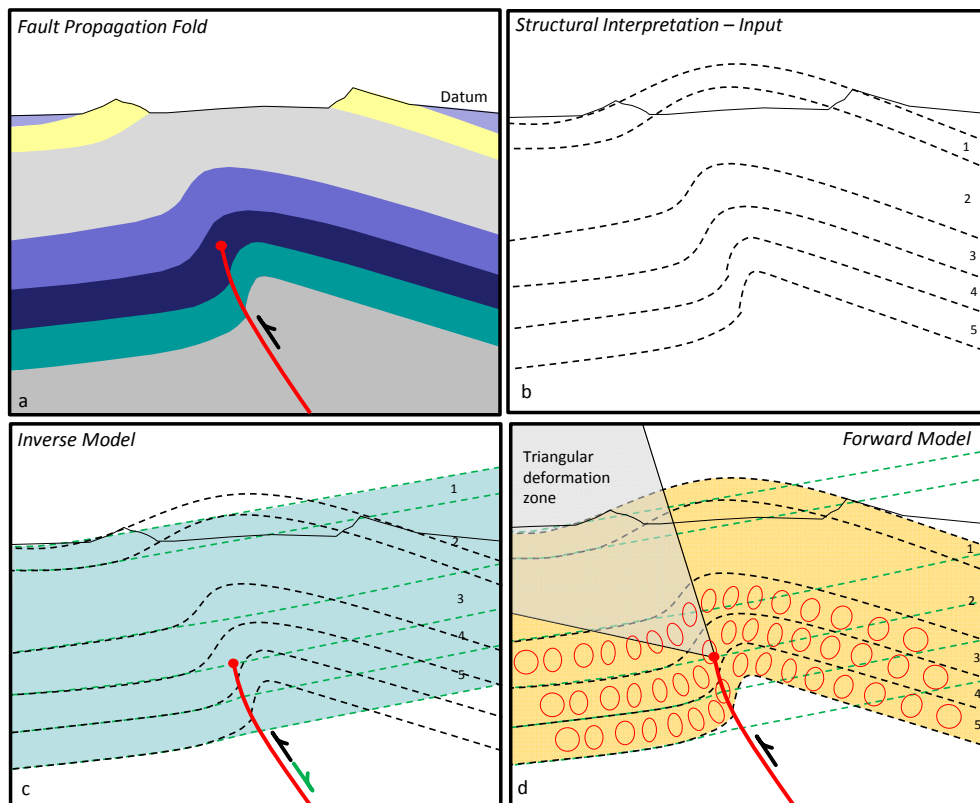 Fault Propagation Fold
Datum
a
Structural Interpretation – Input
1
2
3
4
5
b
Inverse Model
1
2
3
4
5
c
Forward Model
Triangular
deformation
zone
1
2
3
4
5
d